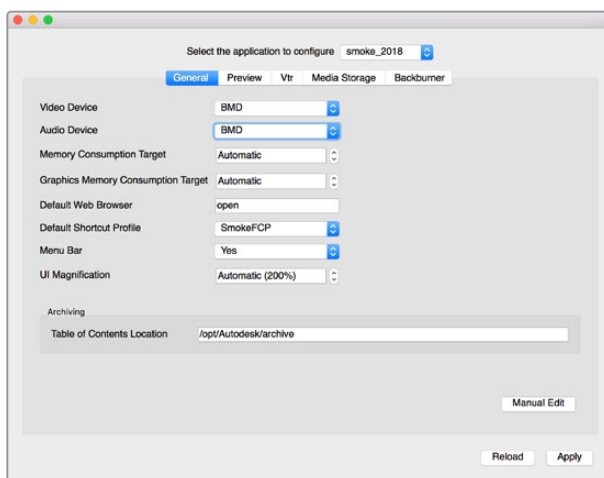 Select the application to configure smoke_2018
General Preview Vtr Media Storage Backburner
Video Device BMD
Audio Device BMD
Memory Consumption Target Automatic
Graphics Memory Consumption Target Automatic
Default Web Browser open
Default Shortcut Profile SmokeFCP
Menu Bar Yes
UI Magnification Automatic (200%)
Archiving
Table of Contents Location /opt/Autodesk/archive
Manual Edit
Reload Apply